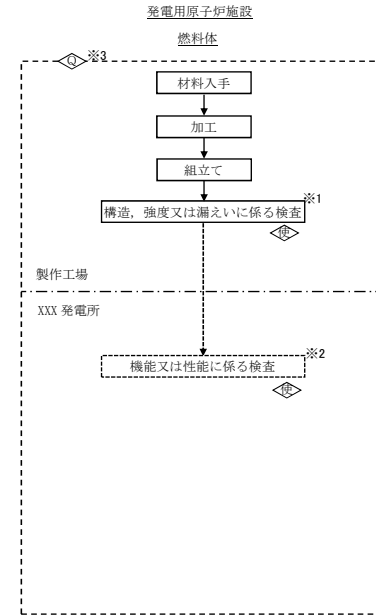 発電用原子炉施設
燃料体
Q ※3
材料入手
加工
組立て
※1
構造，強度又は漏えいに係る検査
使
製作工場
XXX 発電所
※2
機能又は性能に係る検査
使